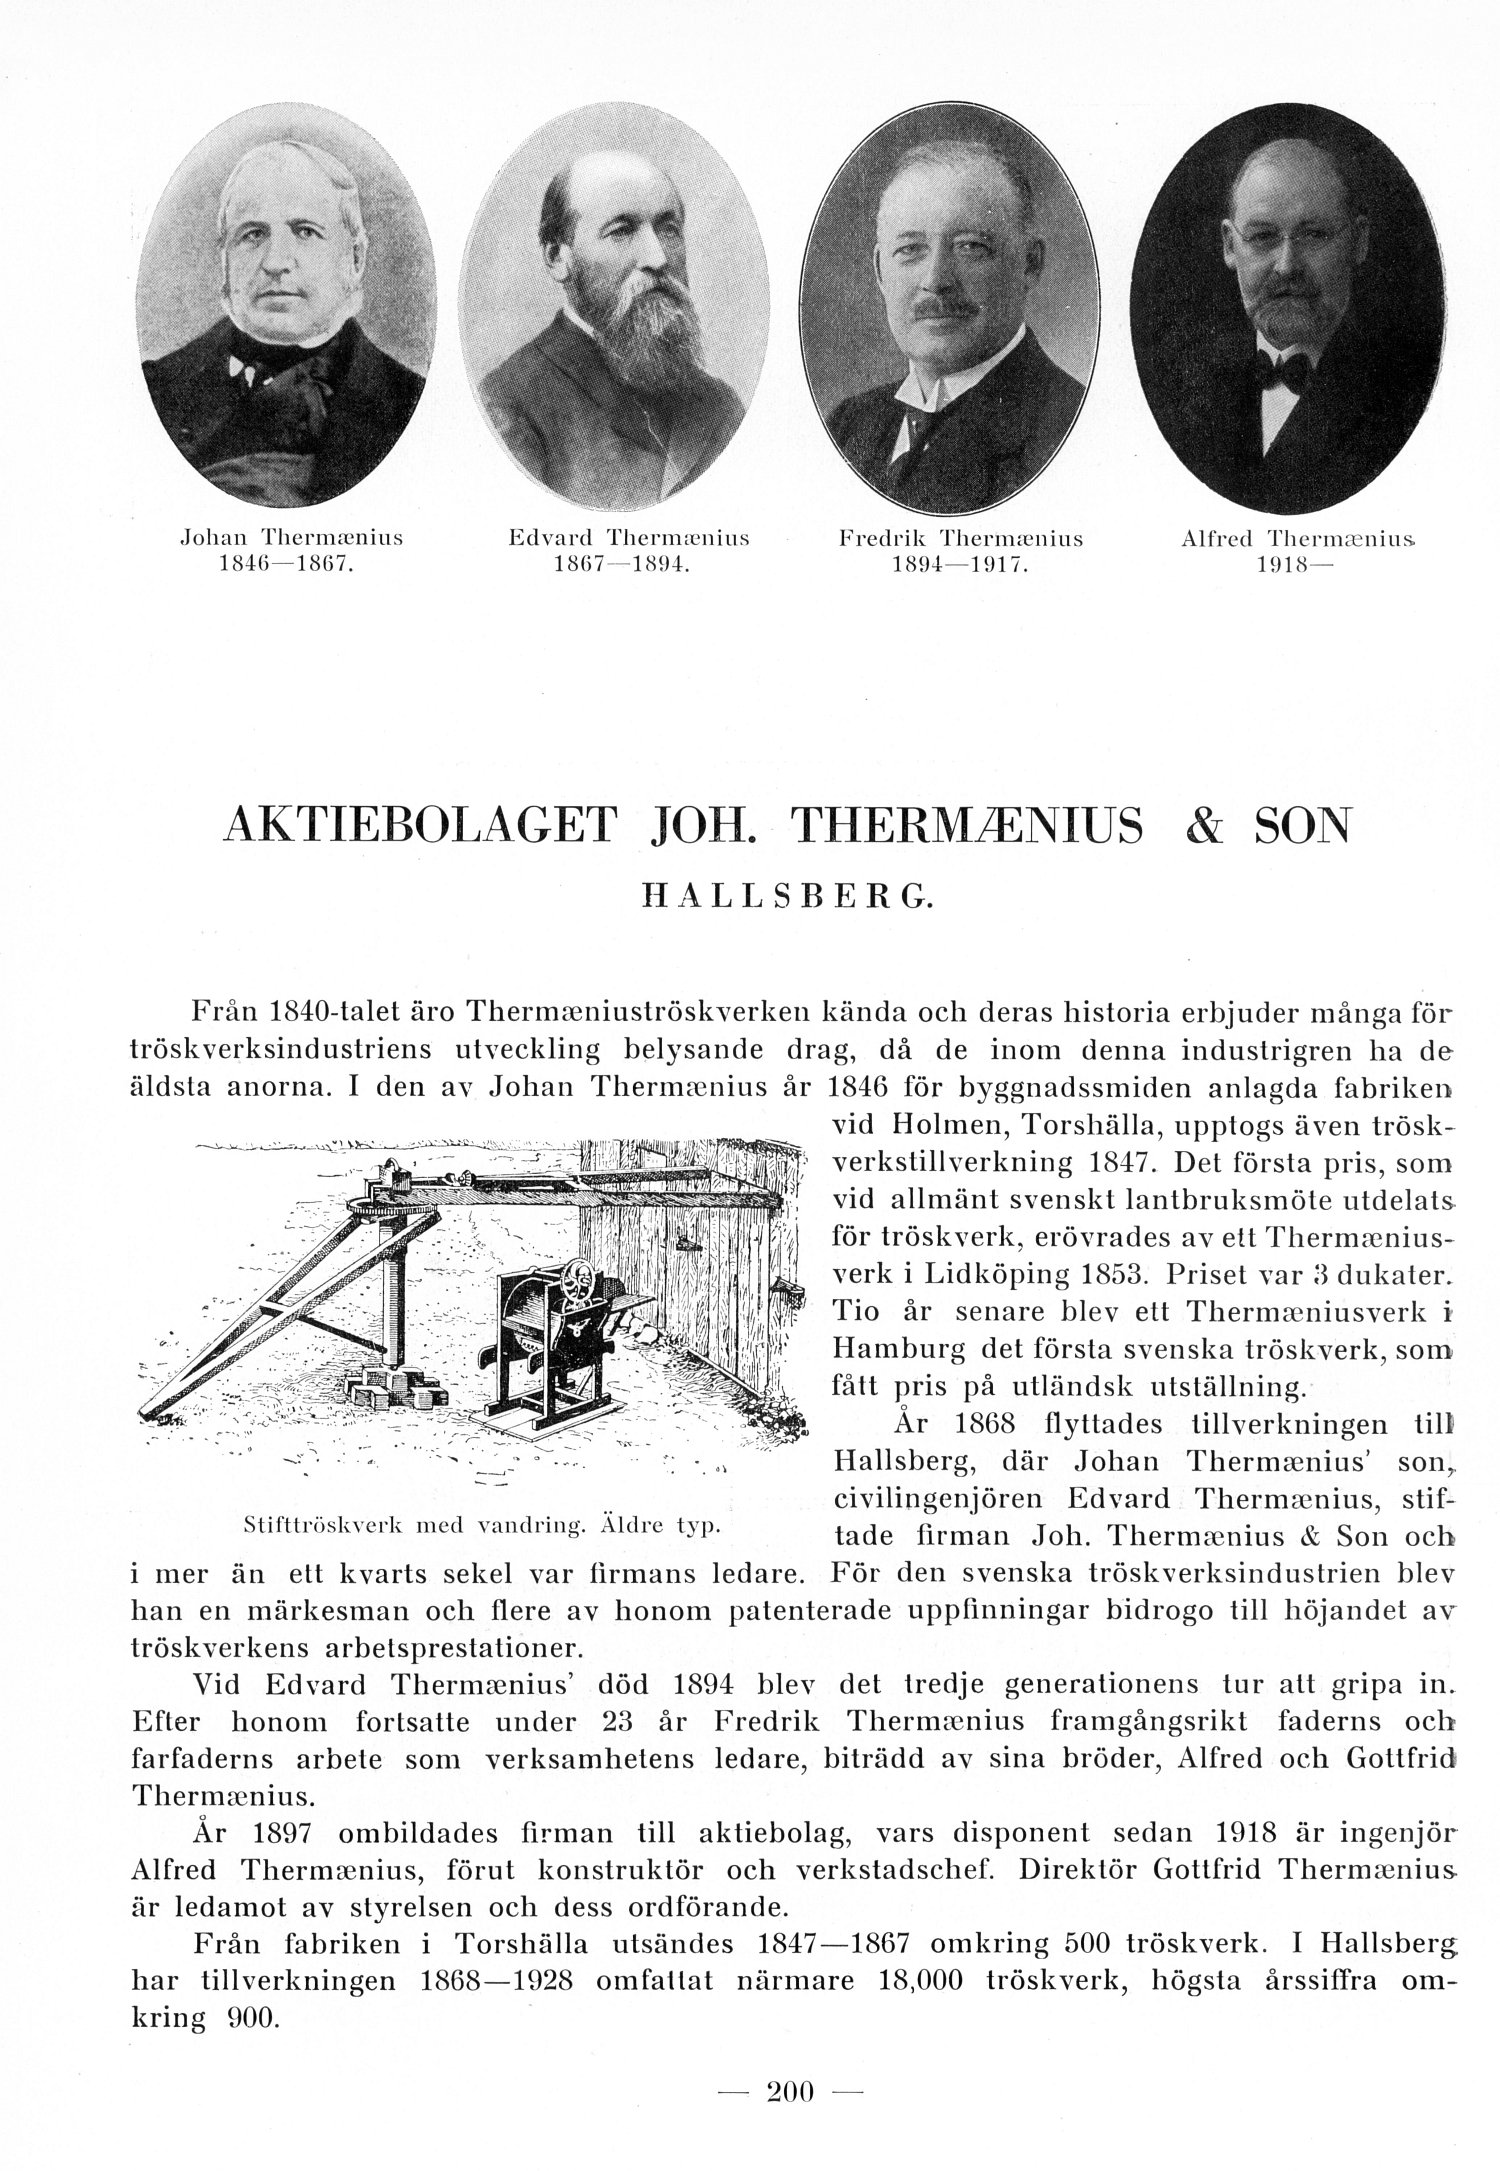 Johan Thermænius
1846—1867.
Edvard Thermænius
1867—1894.
Fredrik Thermænius
1894—1917.
Alfred Thermænius
1918—
AKTIEBOLAGET JOH. THERMÆNIUS & SON
HALLSBERG.
Från 1840-talet äro Thermæniuströskverken kända och deras historia erbjuder många för
tröskverksindustriens utveckling belysande drag, då de inom denna industrigren ha de
äldsta anorna. I den av Johan Thermænius år 1846 för byggnadssmiden anlagda fabriken
vid Holmen, Torshälla, upptogs även trösk-
verkstillverkning 1847. Det första pris, som
vid allmänt svenskt lantbruksmöte utdelats
för tröskverk, erövrades av ett Thermænius-
verk i Lidköping 1853. Priset var 3 dukater.
Tio år senare blev ett Thermæniusverk i
Hamburg det första svenska tröskverk, som
fått pris på utländsk utställning.
År 1868 flyttades tillverkningen till
Hallsberg, där Johan Thermænius' son,
civilingenjören Edvard Thermænius, stif-
tade firman Joh. Thermænius & Son och
Stifttröskverk med vandring. Äldre typ.
i mer än ett kvarts sekel var firmans ledare. För den svenska tröskverksindustrien blev
han en märkesman och flere av honom patenterade uppfinningar bidrogo till höjandet av
tröskverkens arbetsprestationer.
Vid Edvard Thermænius' död 1894 blev det tredje generationens tur att gripa in.
Efter honom fortsatte under 23 år Fredrik Thermænius framgångsrikt faderns och
farfaderns arbete som verksamhetens ledare, biträdd av sina bröder, Alfred och Gottfrid
Thermænius.
År 1897 ombildades firman till aktiebolag, vars disponent sedan 1918 är ingenjör
Alfred Thermænius, förut konstruktör och verkstadschef. Direktör Gottfrid Thermænius
är ledamot av styrelsen och dess ordförande.
Från fabriken i Torshälla utsändes 1847—1867 omkring 500 tröskverk. I Hallsberg
har tillverkningen 1868—1928 omfattat närmare 18,000 tröskverk, högsta årssiffra om-
kring 900.
— 200 —